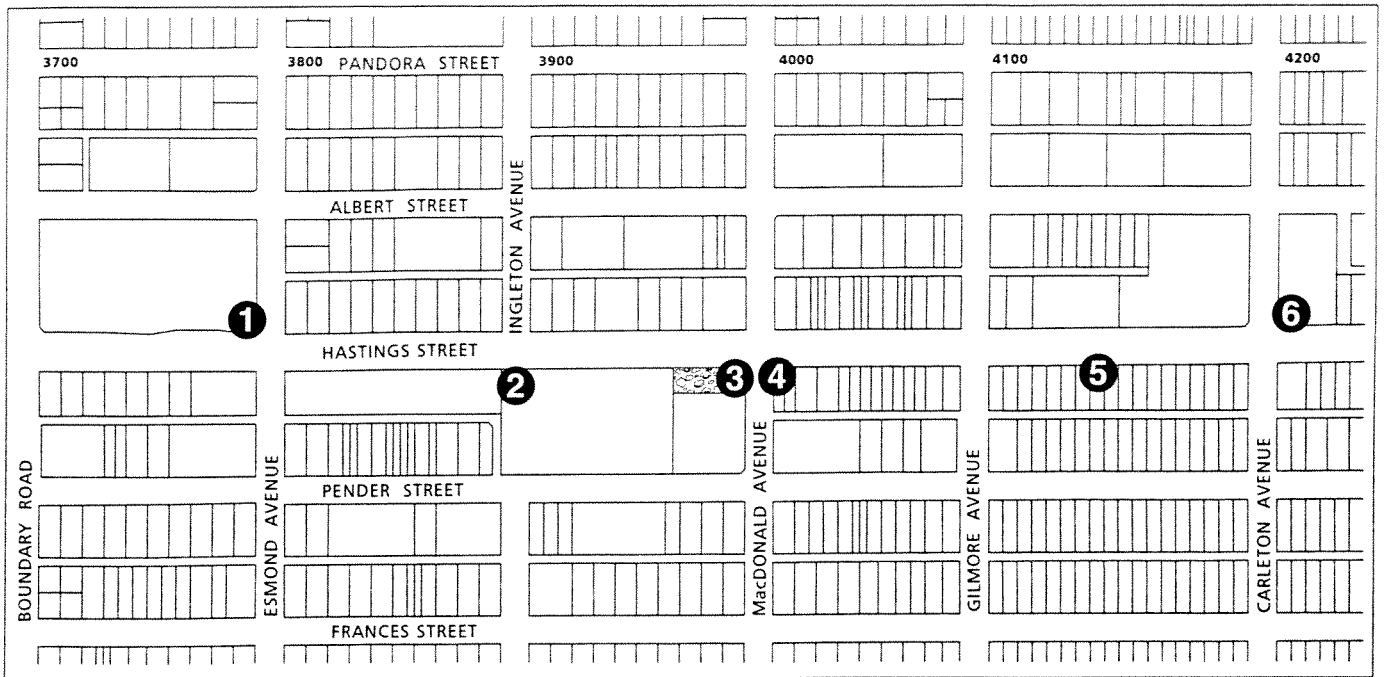 3700
3800 PANDORA STREET
3900
4000
4100
4200
ALBERT STREET
INGLETON AVENUE
1
6
HASTINGS STREET
2
3
4
5
BOUNDARY ROAD
ESMOND AVENUE
PENDER STREET
MacDONALD AVENUE
GILMORE AVENUE
CARLETON AVENUE
FRANCES STREET